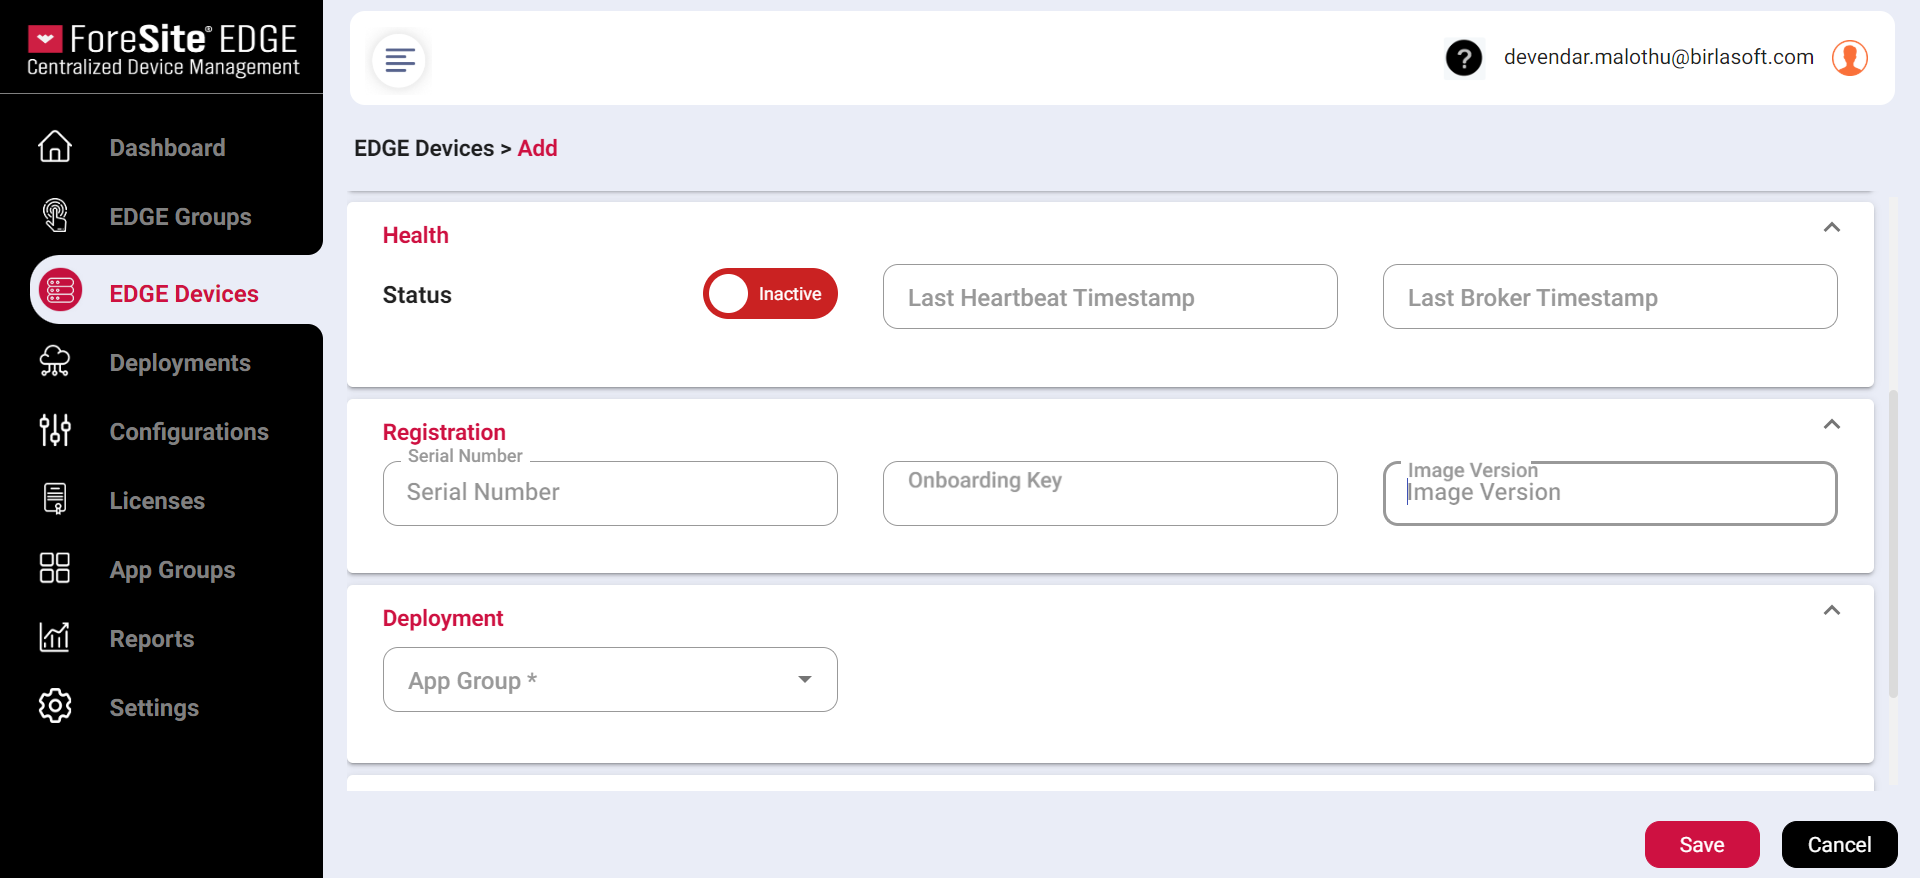 ForeSite® EDGE
Centralized Device Management
Dashboard
EDGE Groups
EDGE Devices
Deployments
Configurations
Licenses
App Groups
Reports
Settings
?
devendar.malothu@birlasoft.com
EDGE Devices > Add
Health
Status
Inactive
Last Heartbeat Timestamp
Last Broker Timestamp
Registration
Serial Number
Serial Number
Onboarding Key
Image Version
Image Version
Deployment
App Group *
Save
Cancel